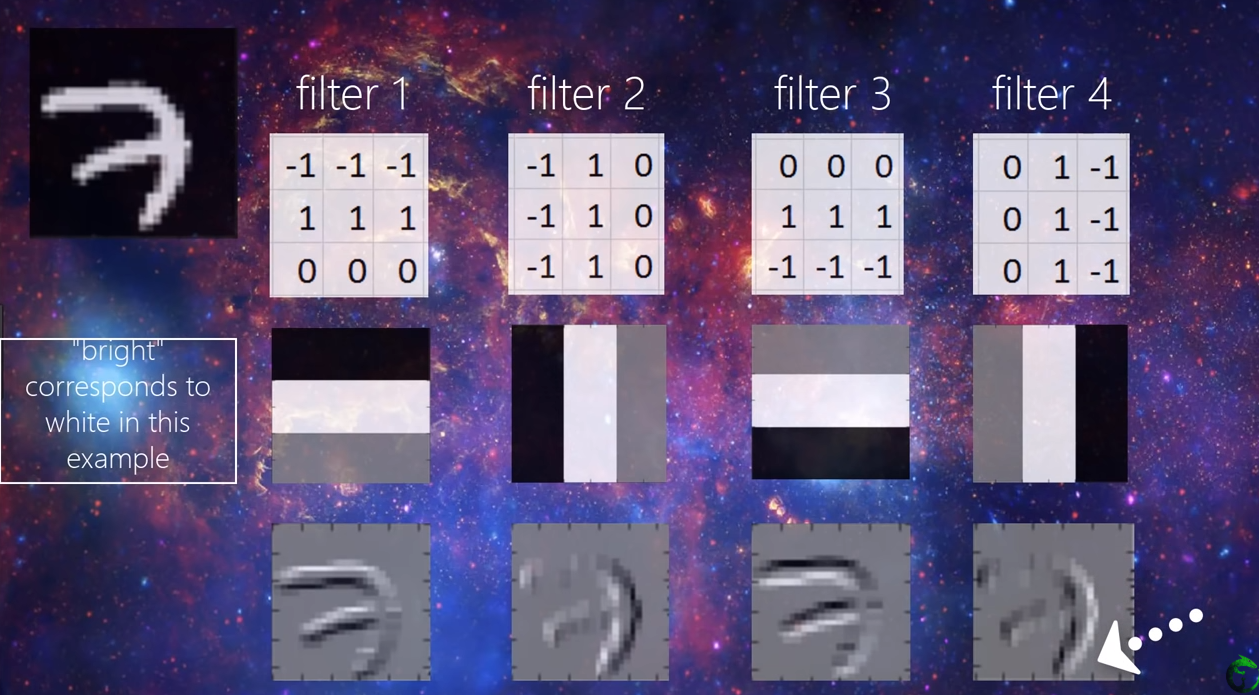 filter 1
filter 2
filter 3
filter 4
-1 -1 -1
1 1 1
0 0 0
-1 1 0
-1 1 0
-1 1 0
0 0 0
1 1 1
-1 -1 -1
0 1 -1
0 1 -1
0 1 -1
"bright"
corresponds to
white in this
example